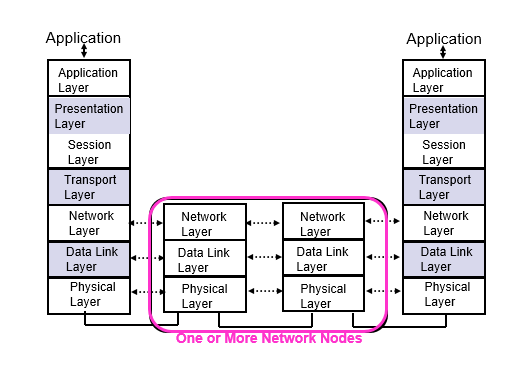 Application
Application
Application
Layer
Presentation
Layer
Session
Layer
Transport
Layer
Network
Layer
Data Link
Layer
Physical
Layer
Network
Layer
Data Link
Layer
Physical
Layer
Network
Layer
Data Link
Layer
Physical
Layer
Application
Layer
Presentation
Layer
Session
Layer
Transport
Layer
Network
Layer
Data Link
Layer
Physical
Layer
One or More Network Nodes